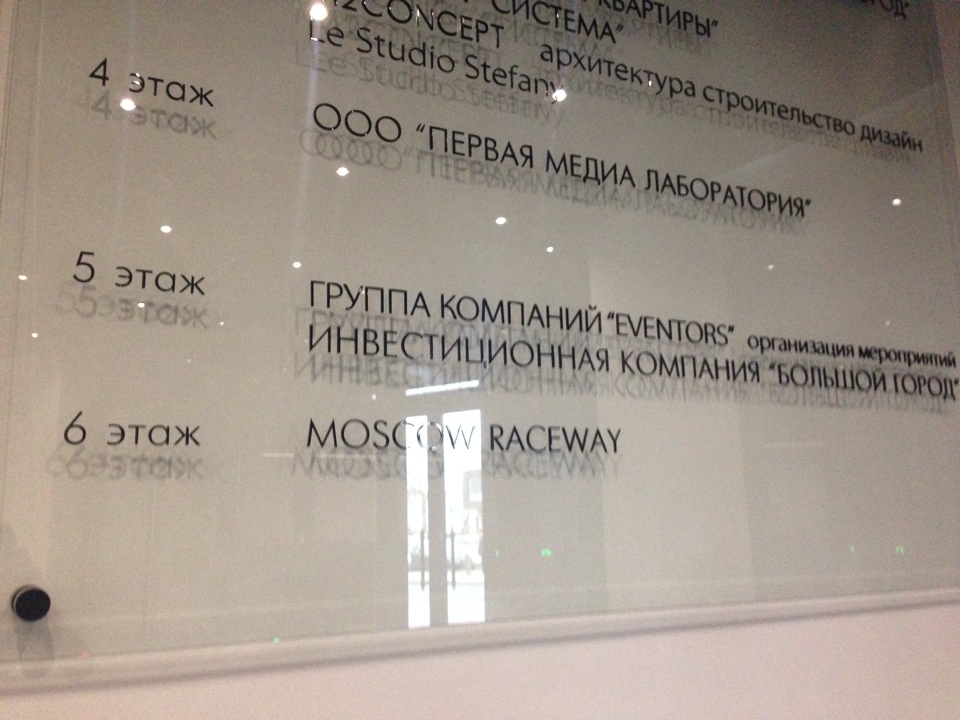 КВАРТИРЫ"
СИСТЕМА"
CONCEPT архитектура строительство дизайн
Le Studio Stefany
4 этаж
ООО "ПЕРВАЯ МЕДИА ЛАБОРАТОРИЯ"
5 этаж ГРУППА КОМПАНИЙ "EVENTORS" организация мероприятий
ИНВЕСТИЦИОННАЯ КОМПАНИЯ "БОЛЬШОЙ ГОРОД"
6 этаж MOSCOW RACEWAY